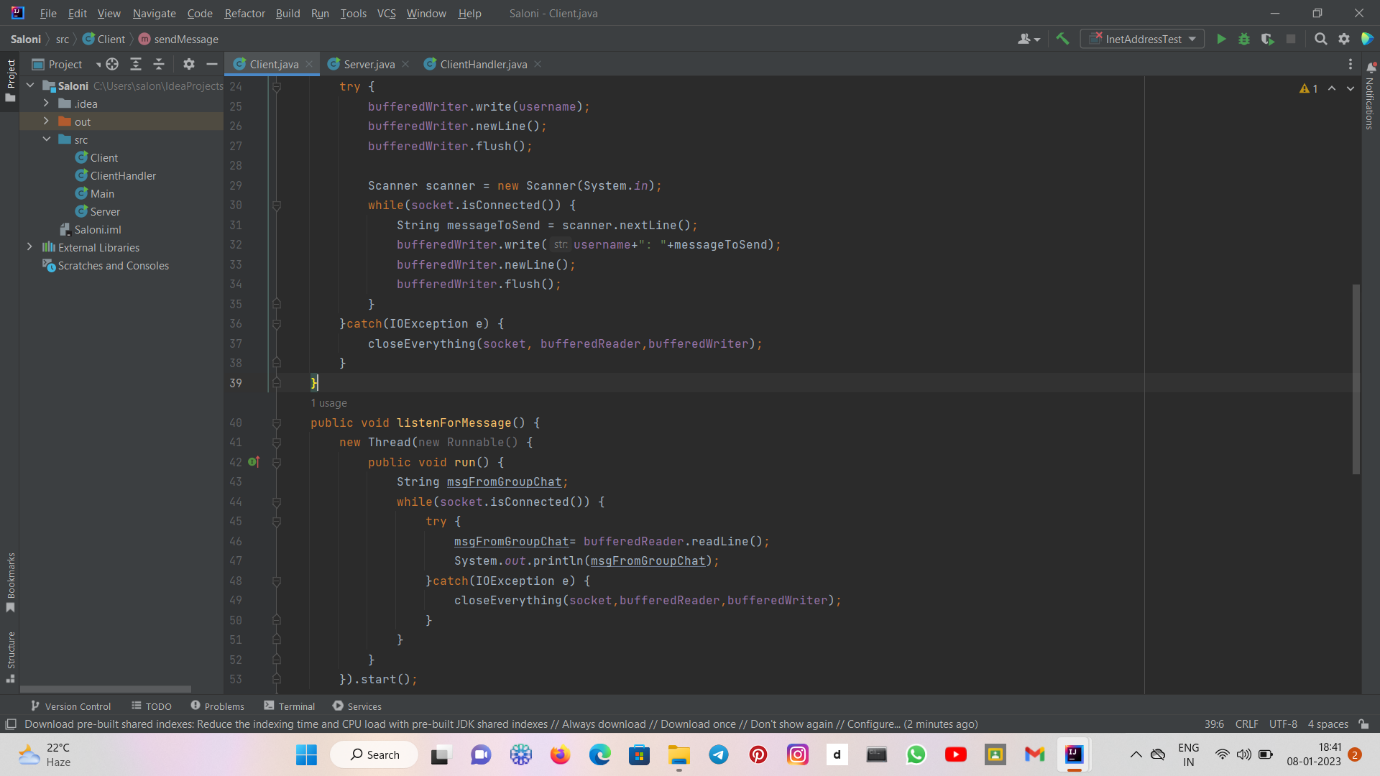 File Edit View Navigate Code Refactor Build Run Tools VCS Window Help Saloni - Client.java
Saloni src Client sendMessage InetAddressTest
Project Client.java Server.java ClientHandler.java
Project
Saloni C:\Users\salon\IdeaProjects
.idea
out
src
Client
ClientHandler
Main
Server
Saloni.iml
External Libraries
Scratches and Consoles
Bookmarks
Structure
Notifications
1
24 try {
25 bufferedWriter.write(username);
26 bufferedWriter.newLine();
27 bufferedWriter.flush();
28
29 Scanner scanner = new Scanner(System.in);
30 while(socket.isConnected()) {
31 String messageToSend = scanner.nextLine();
32 bufferedWriter.write( str: username+": "+messageToSend);
33 bufferedWriter.newLine();
34 bufferedWriter.flush();
35 }
36 }catch(IOException e) {
37 closeEverything(socket, bufferedReader,bufferedWriter);
38 }
39 }
1 usage
40 public void listenForMessage() {
41 new Thread(new Runnable() {
42 public void run() {
43 String msgFromGroupChat;
44 while(socket.isConnected()) {
45 try {
46 msgFromGroupChat= bufferedReader.readLine();
47 System.out.println(msgFromGroupChat);
48 }catch(IOException e) {
49 closeEverything(socket,bufferedReader,bufferedWriter);
50 }
51 }
52 }
53 }).start();
Version Control TODO Problems Terminal Services
Download pre-built shared indexes: Reduce the indexing time and CPU load with pre-built JDK shared indexes // Always download // Download once // Don't show again // Configure... (2 minutes ago) 39:6 CRLF UTF-8 4 spaces
22°C
Haze
Search
d
ENG
IN
18:41
08-01-2023
2